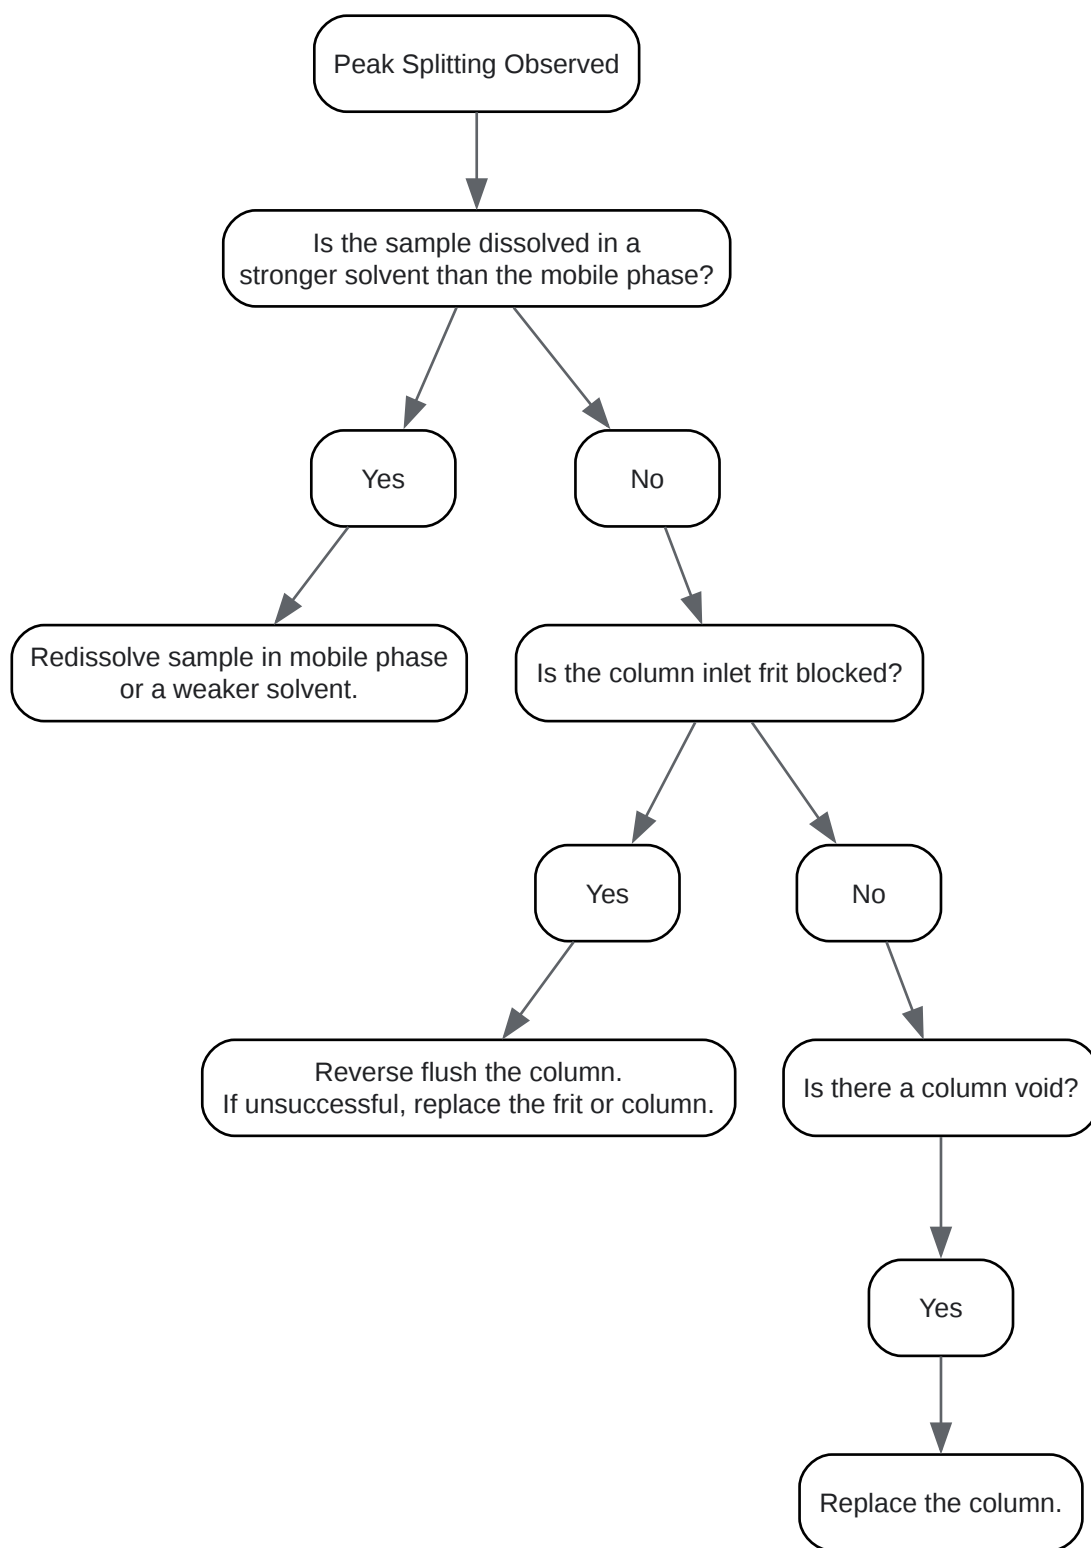 Peak Splitting Observed
Is the sample dissolved in a
stronger solvent than the mobile phase?
Yes
No
Redissolve sample in mobile phase
or a weaker solvent.
Is the column inlet frit blocked?
Yes
No
Reverse flush the column.
If unsuccessful, replace the frit or column.
Is there a column void?
Yes
Replace the column.